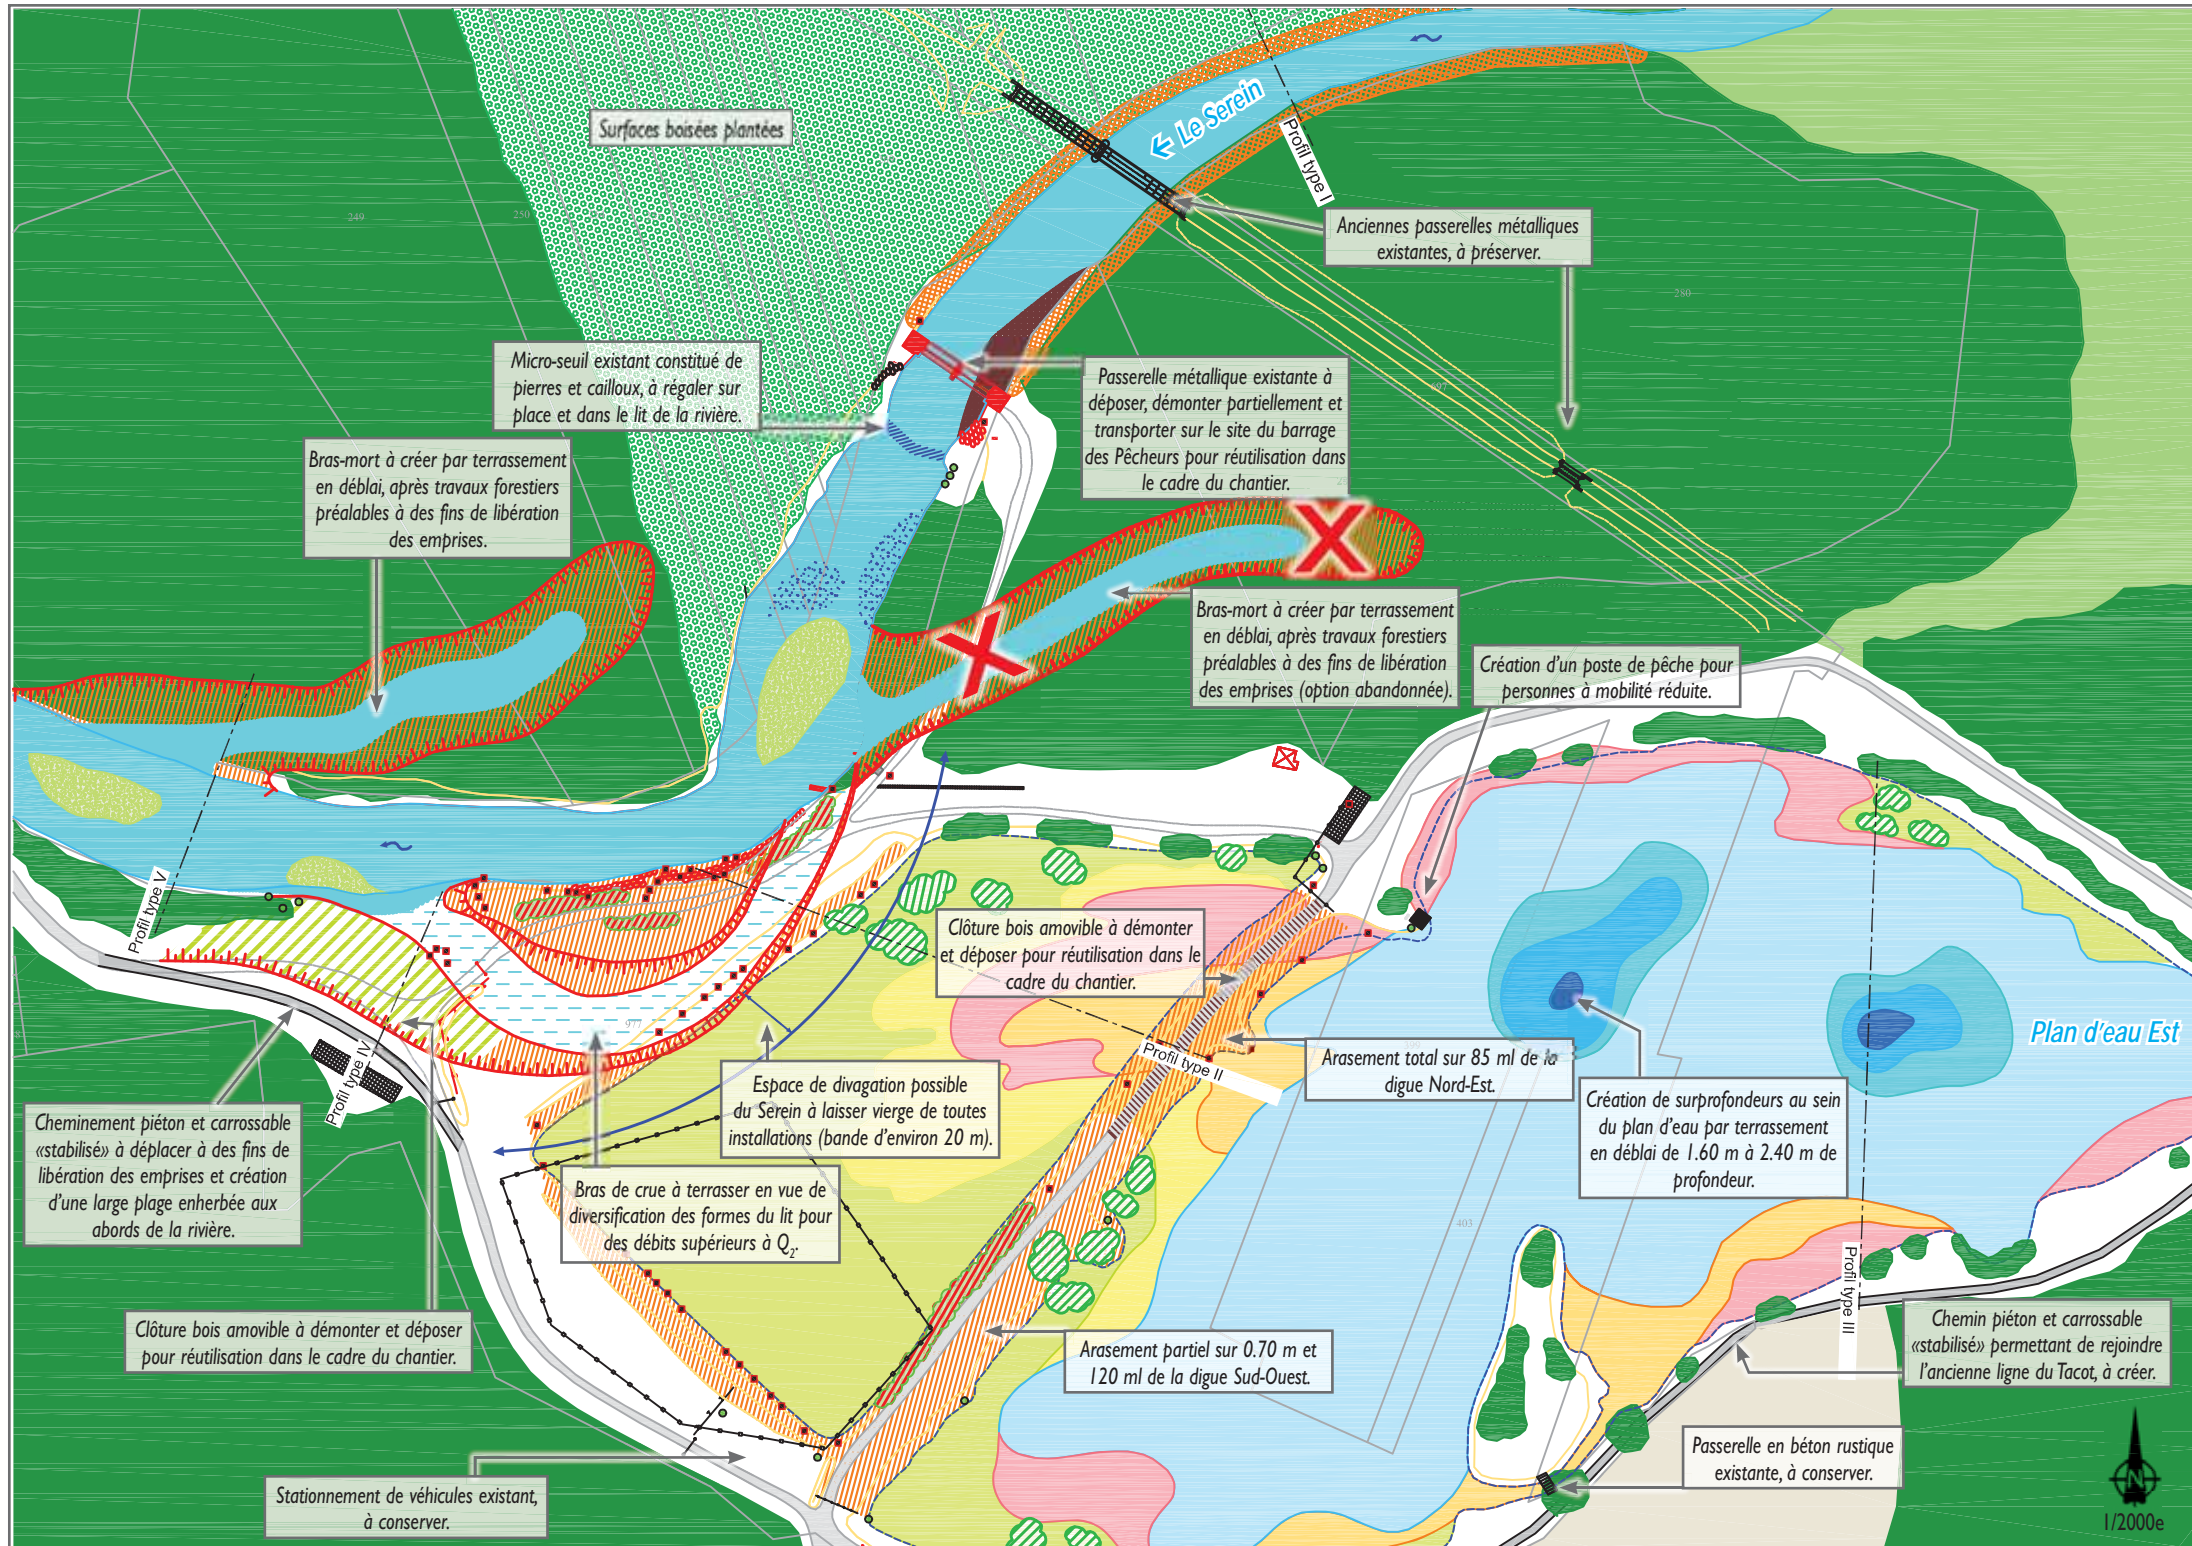 Surfaces boisées plantées
← Le Serein
Profil type I
Anciennes passerelles métalliques
existantes, à préserver.
249
250
280
697
Micro-seuil existant constitué de
pierres et cailloux, à régaler sur
place et dans le lit de la rivière.
Passerelle métallique existante à
déposer, démonter partiellement et
transporter sur le site du barrage
des Pêcheurs pour réutilisation dans
le cadre du chantier.
Bras-mort à créer par terrassement
en déblai, après travaux forestiers
préalables à des fins de libération
des emprises.
Bras-mort à créer par terrassement
en déblai, après travaux forestiers
préalables à des fins de libération
des emprises (option abandonnée).
Création d'un poste de pêche pour
personnes à mobilité réduite.
Profil type V
Clôture bois amovible à démonter
et déposer pour réutilisation dans le
cadre du chantier.
977
399
Profil type IV
Profil type II
Plan d'eau Est
Arasement total sur 85 ml de la
digue Nord-Est.
Espace de divagation possible
du Serein à laisser vierge de toutes
installations (bande d'environ 20 m).
Création de surprofondeurs au sein
du plan d'eau par terrassement
en déblai de 1.60 m à 2.40 m de
profondeur.
Cheminement piéton et carrossable
«stabilisé» à déplacer à des fins de
libération des emprises et création
d'une large plage enherbée aux
abords de la rivière.
Bras de crue à terrasser en vue de
diversification des formes du lit pour
des débits supérieurs à Q2.
403
Profil type III
Clôture bois amovible à démonter et déposer
pour réutilisation dans le cadre du chantier.
Arasement partiel sur 0.70 m et
120 ml de la digue Sud-Ouest.
Chemin piéton et carrossable
«stabilisé» permettant de rejoindre
l'ancienne ligne du Tacot, à créer.
Passerelle en béton rustique
existante, à conserver.
Stationnement de véhicules existant,
à conserver.
N
1/2000e